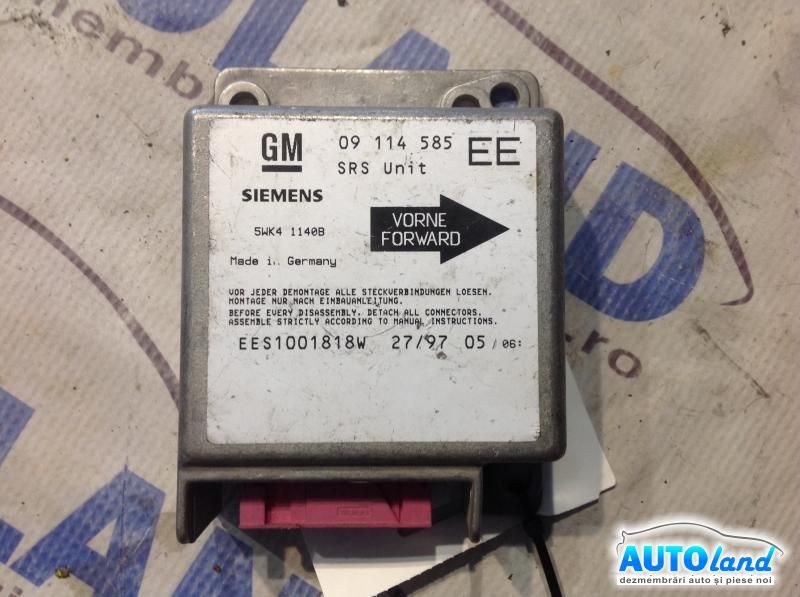 GM 09 114 585 EE
SRS Unit
SIEMENS
5WK4 1140B
VORNE
FORWARD
Made i. Germany
VOR JEDER DEMONTAGE ALLE STECKVERBINDUNGEN LOESEN.
MONTAGE NUR NACH EINBAUANLEITUNG.
BEFORE EVERY DISASSEMBLY, DETACH ALL CONNECTORS.
ASSEMBLE STRICTLY ACCORDING TO MANUAL INSTRUCTIONS.
EES1001818W 27/97 05/06:
AUTOland
dezmembrări auto și piese noi